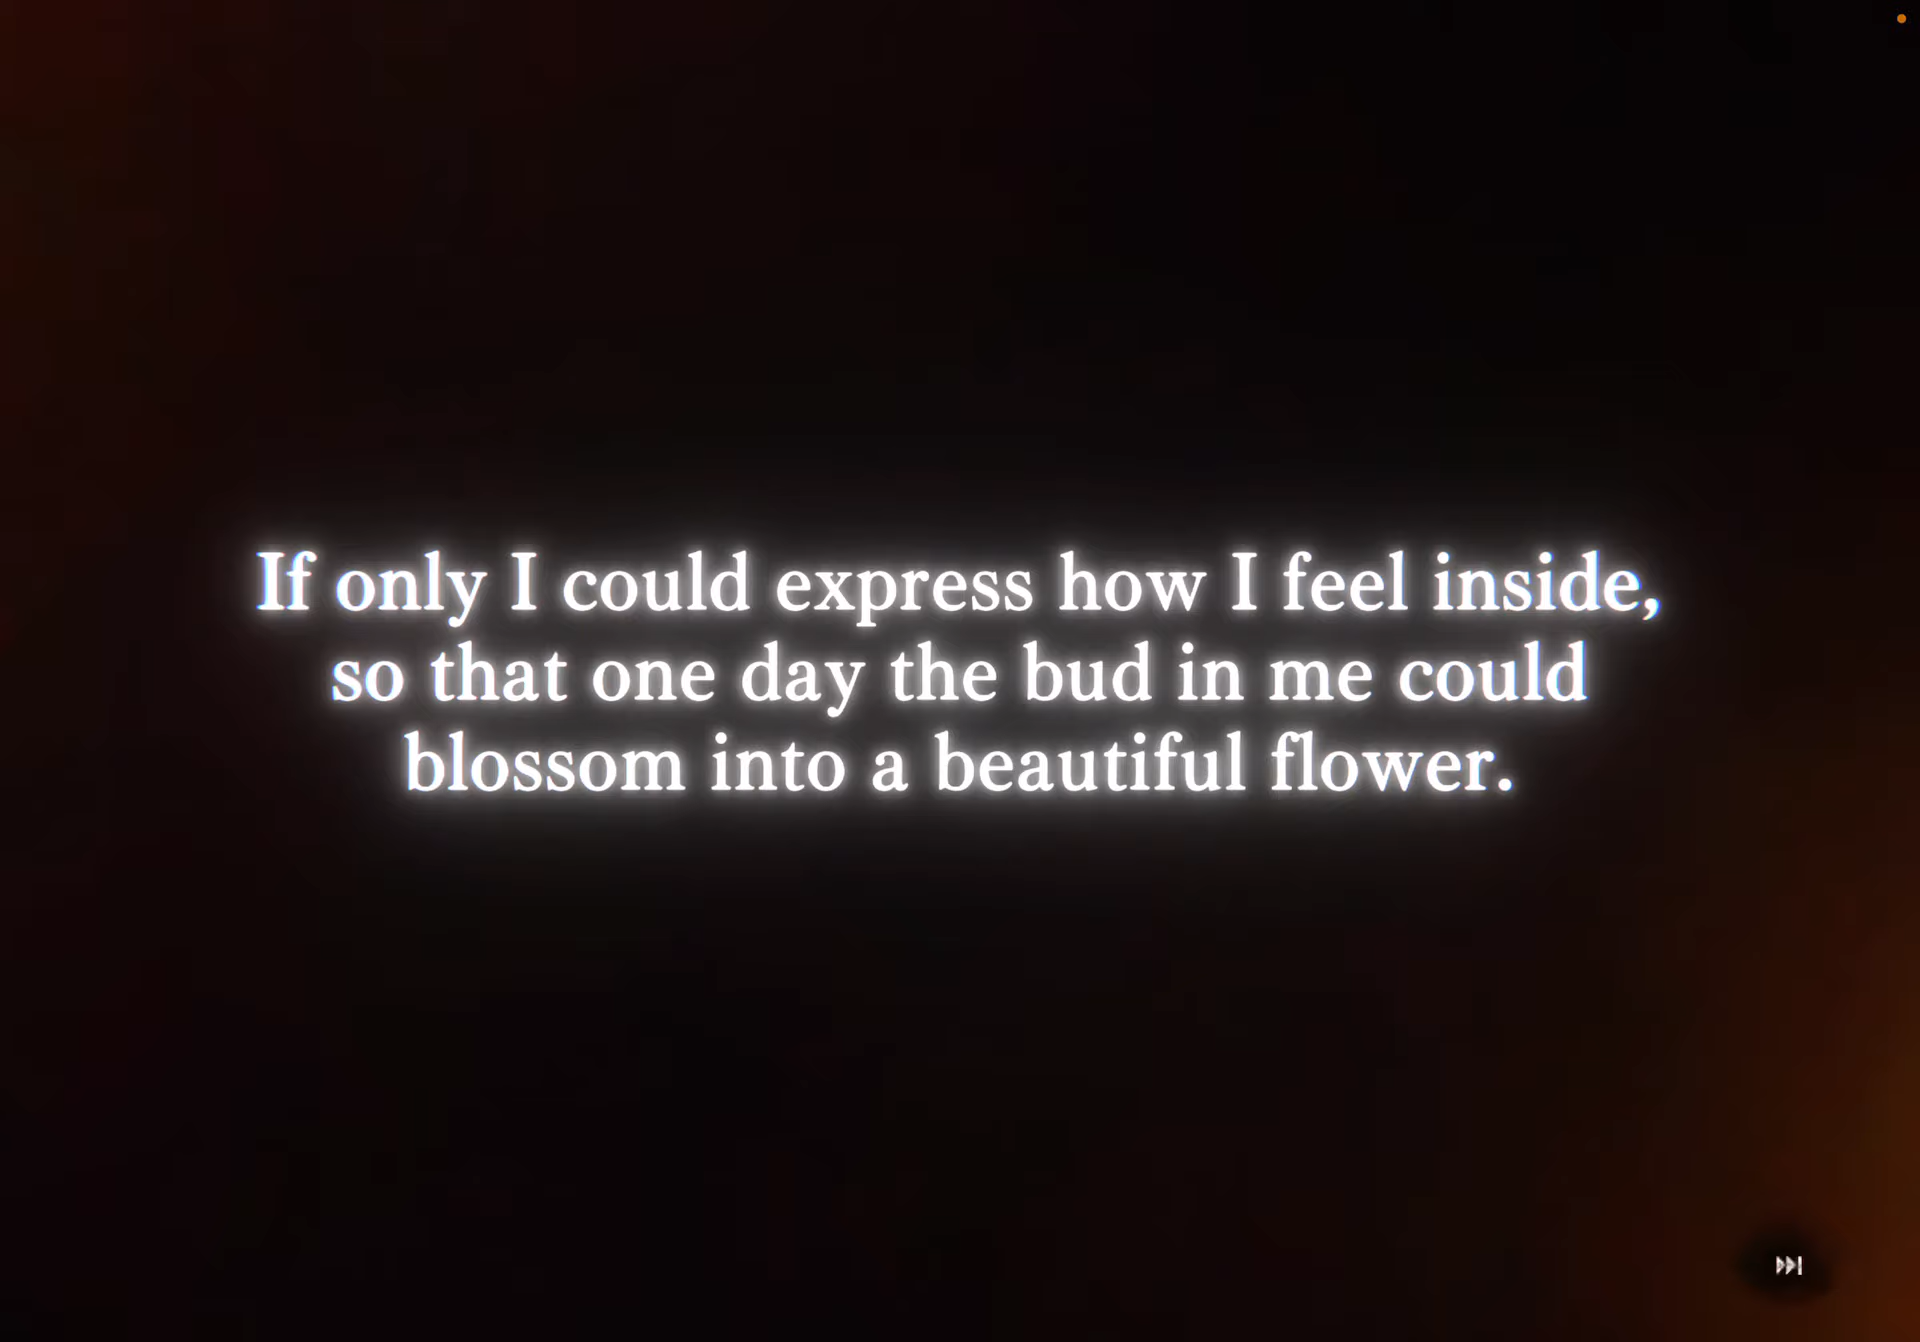 If only I could express how I feel inside,
so that one day the bud in me could
blossom into a beautiful flower.